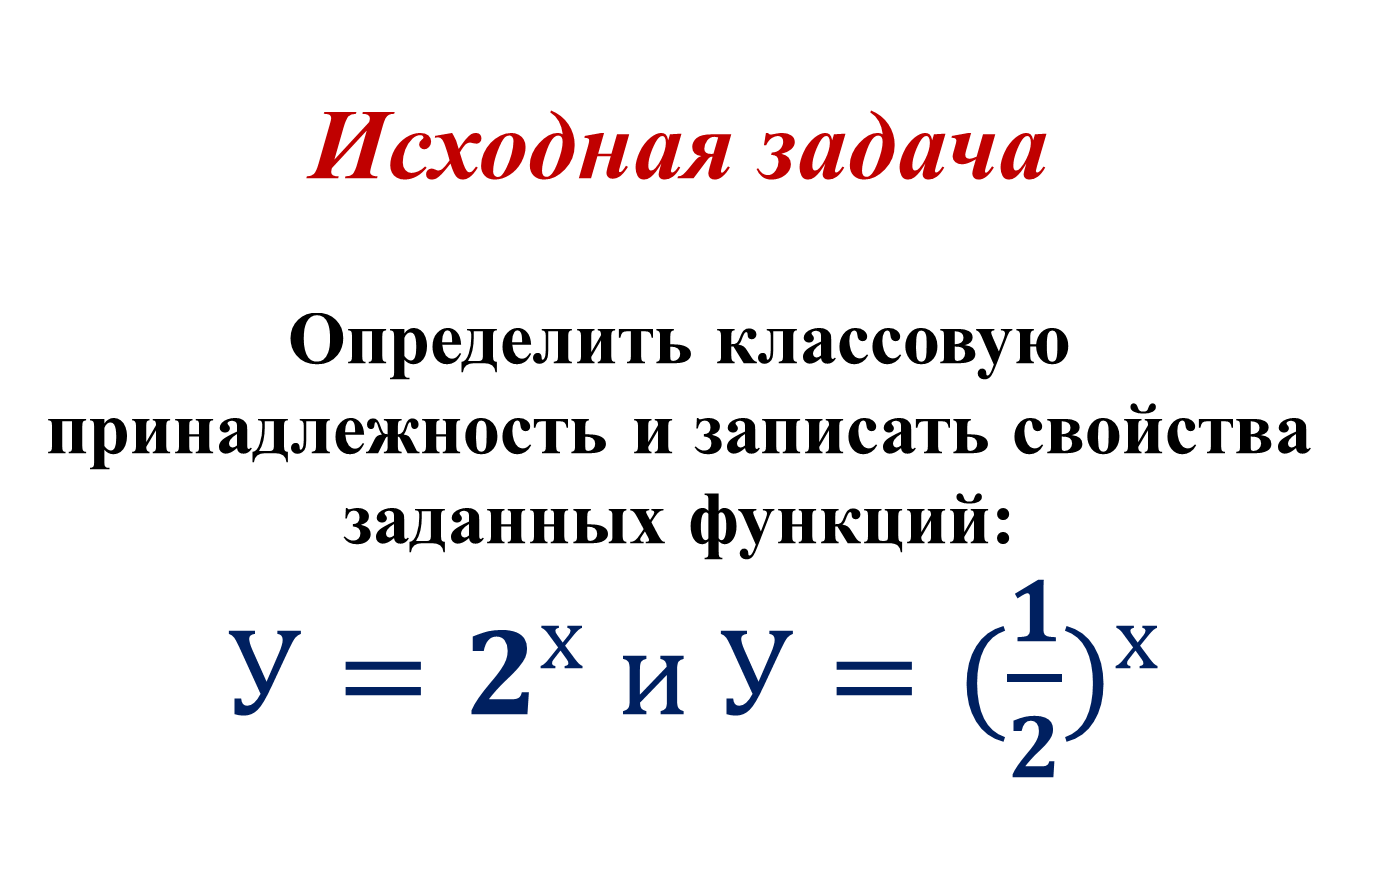 Исходная задача
Определить классовую
принадлежность и записать свойства
заданных функций:
У = 2ˣ и У = (1/2)ˣ